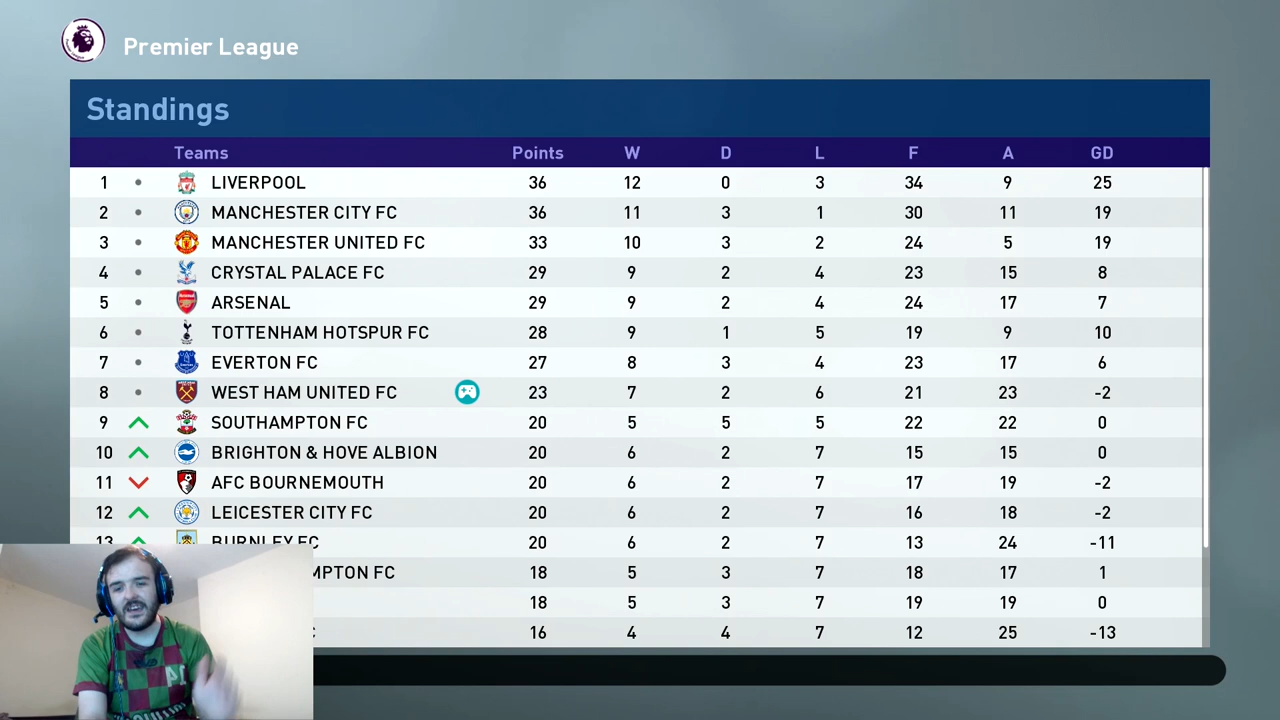 Premier League
Standings
Teams Points W D L F A GD
1 LIVERPOOL 36 12 0 3 34 9 25
2 MANCHESTER CITY FC 36 11 3 1 30 11 19
3 MANCHESTER UNITED FC 33 10 3 2 24 5 19
4 CRYSTAL PALACE FC 29 9 2 4 23 15 8
5 ARSENAL 29 9 2 4 24 17 7
6 TOTTENHAM HOTSPUR FC 28 9 1 5 19 9 10
7 EVERTON FC 27 8 3 4 23 17 6
8 WEST HAM UNITED FC 23 7 2 6 21 23 -2
9 SOUTHAMPTON FC 20 5 5 5 22 22 0
10 BRIGHTON & HOVE ALBION 20 6 2 7 15 15 0
11 AFC BOURNEMOUTH 20 6 2 7 17 19 -2
12 LEICESTER CITY FC 20 6 2 7 16 18 -2
13 BURNLEY FC 20 6 2 7 13 24 -11
MPTON FC 18 5 3 7 18 17 1
18 5 3 7 19 19 0
16 4 4 7 12 25 -13